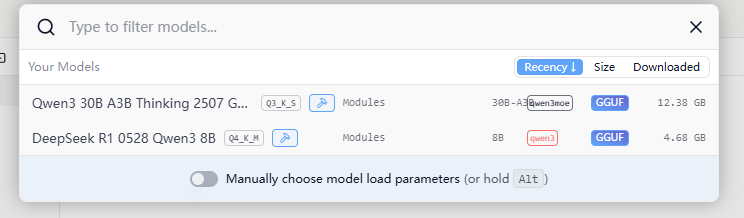 Type to filter models...
Your Models Recency ↓ Size Downloaded
Qwen3 30B A3B Thinking 2507 G... Q3_K_S Modules 30B-A3B qwen3moe GGUF 12.38 GB
DeepSeek R1 0528 Qwen3 8B Q4_K_M Modules 8B qwen3 GGUF 4.68 GB
Manually choose model load parameters (or hold Alt)